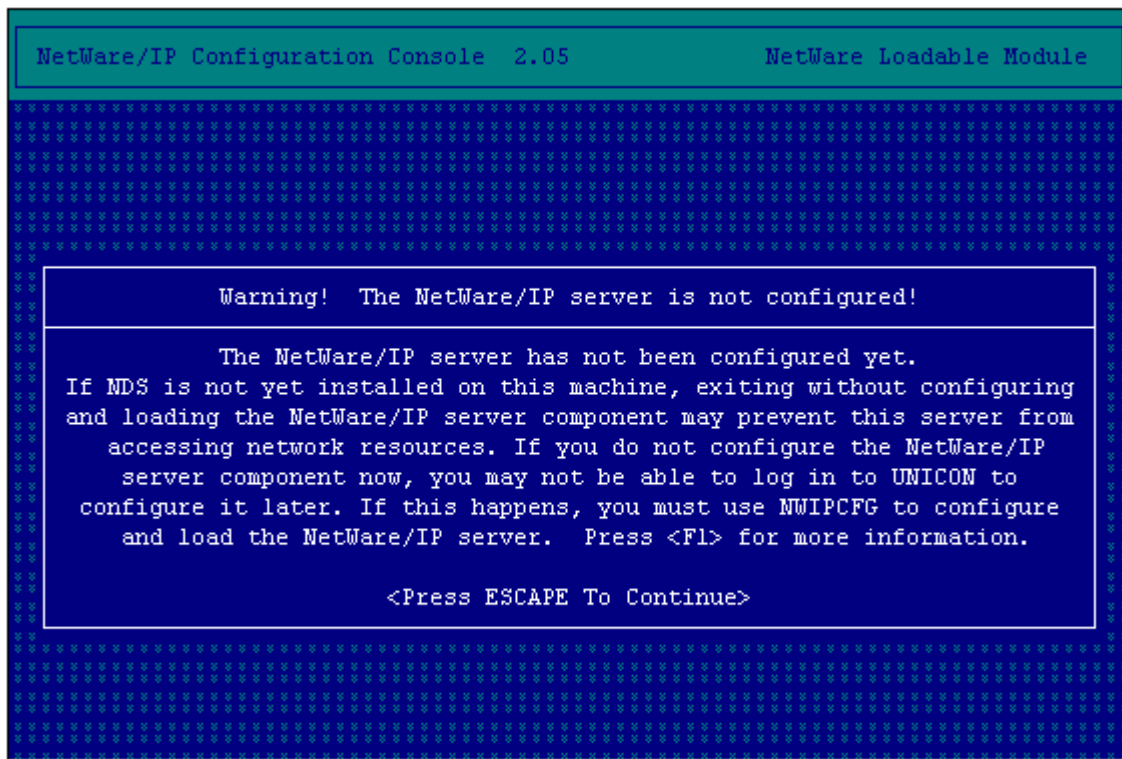 NetWare/IP Configuration Console 2.05 NetWare Loadable Module
Warning! The NetWare/IP server is not configured!
The NetWare/IP server has not been configured yet.
If NDS is not yet installed on this machine, exiting without configuring
and loading the NetWare/IP server component may prevent this server from
accessing network resources. If you do not configure the NetWare/IP
server component now, you may not be able to log in to UNICON to
configure it later. If this happens, you must use NWIPCFG to configure
and load the NetWare/IP server. Press <F1> for more information.
<Press ESCAPE To Continue>